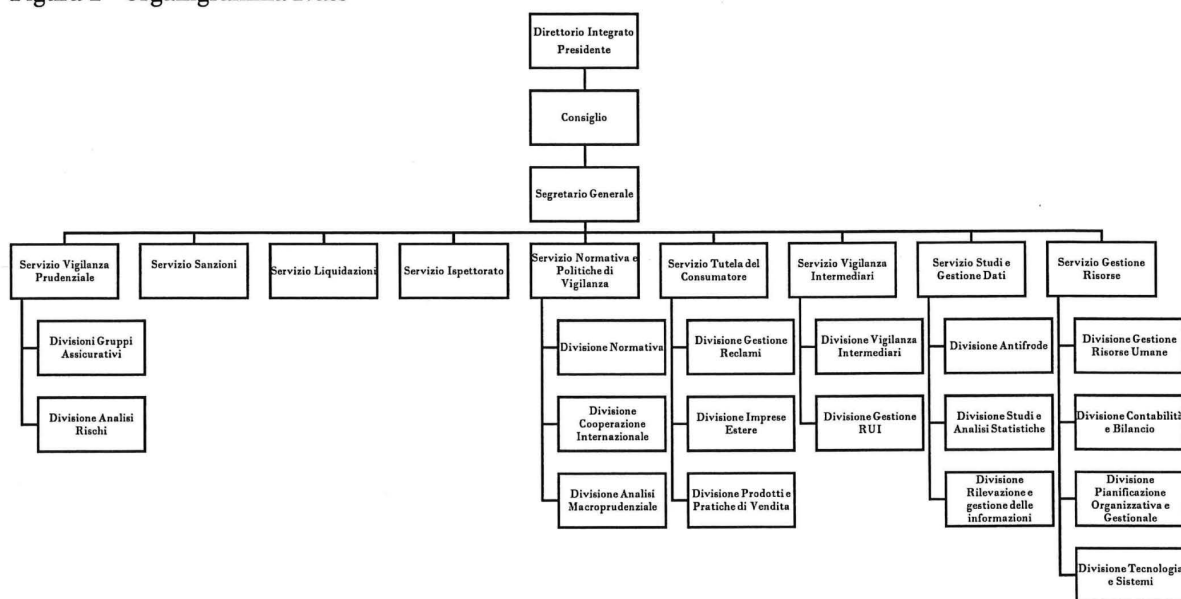 Direttorio Integrato
Presidente
Consiglio
Segretario Generale
Servizio Vigilanza
Prudenziale
Servizio Sanzioni
Servizio Liquidazioni
Servizio Ispettorato
Servizio Normativa e
Politiche di
Vigilanza
Servizio Tutela del
Consumatore
Servizio Vigilanza
Intermediari
Servizio Studi e
Gestione Dati
Servizio Gestione
Risorse
Divisioni Gruppi
Assicurativi
Divisione Analisi
Rischi
Divisione Normativa
Divisione
Cooperazione
Internazionale
Divisione Analisi
Macroprudenziale
Divisione Gestione
Reclami
Divisione Imprese
Estere
Divisione Prodotti e
Pratiche di Vendita
Divisione Vigilanza
Intermediari
Divisione Gestione
RUI
Divisione Antifrode
Divisione Studi e
Analisi Statistiche
Divisione
Rilevazione e
gestione delle
informazioni
Divisione Gestione
Risorse Umane
Divisione Contabilità
e Bilancio
Divisione
Pianificazione
Organizzativa e
Gestionale
Divisione Tecnologia
e Sistemi